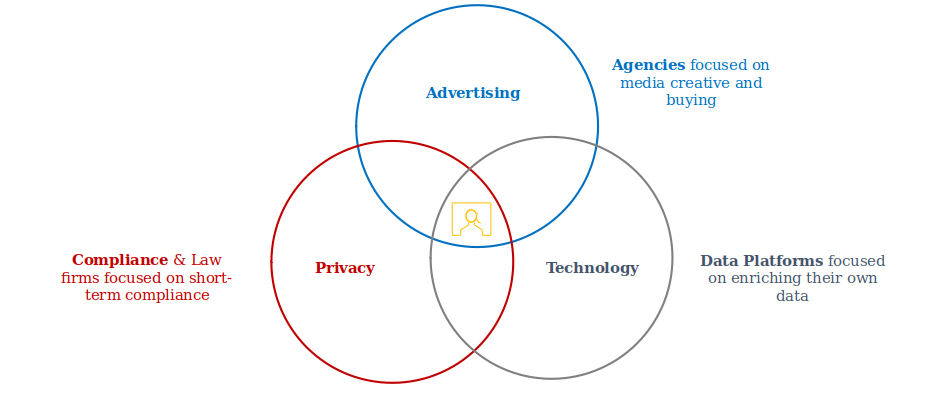 Advertising
Agencies focused on
media creative and
buying
Compliance & Law
firms focused on short-
term compliance
Privacy
Technology
Data Platforms focused
on enriching their own
data